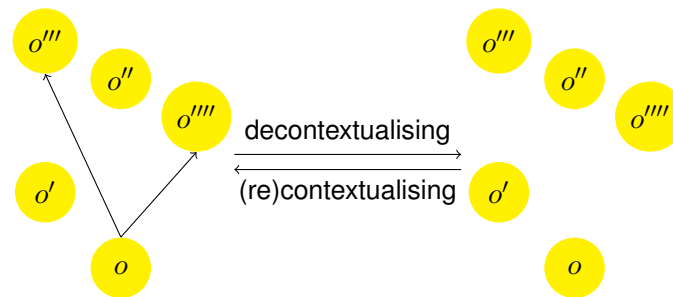 o''' o'''
o'' o''
o'''' o''''
decontextualising
(re)contextualising
o' o'
o o